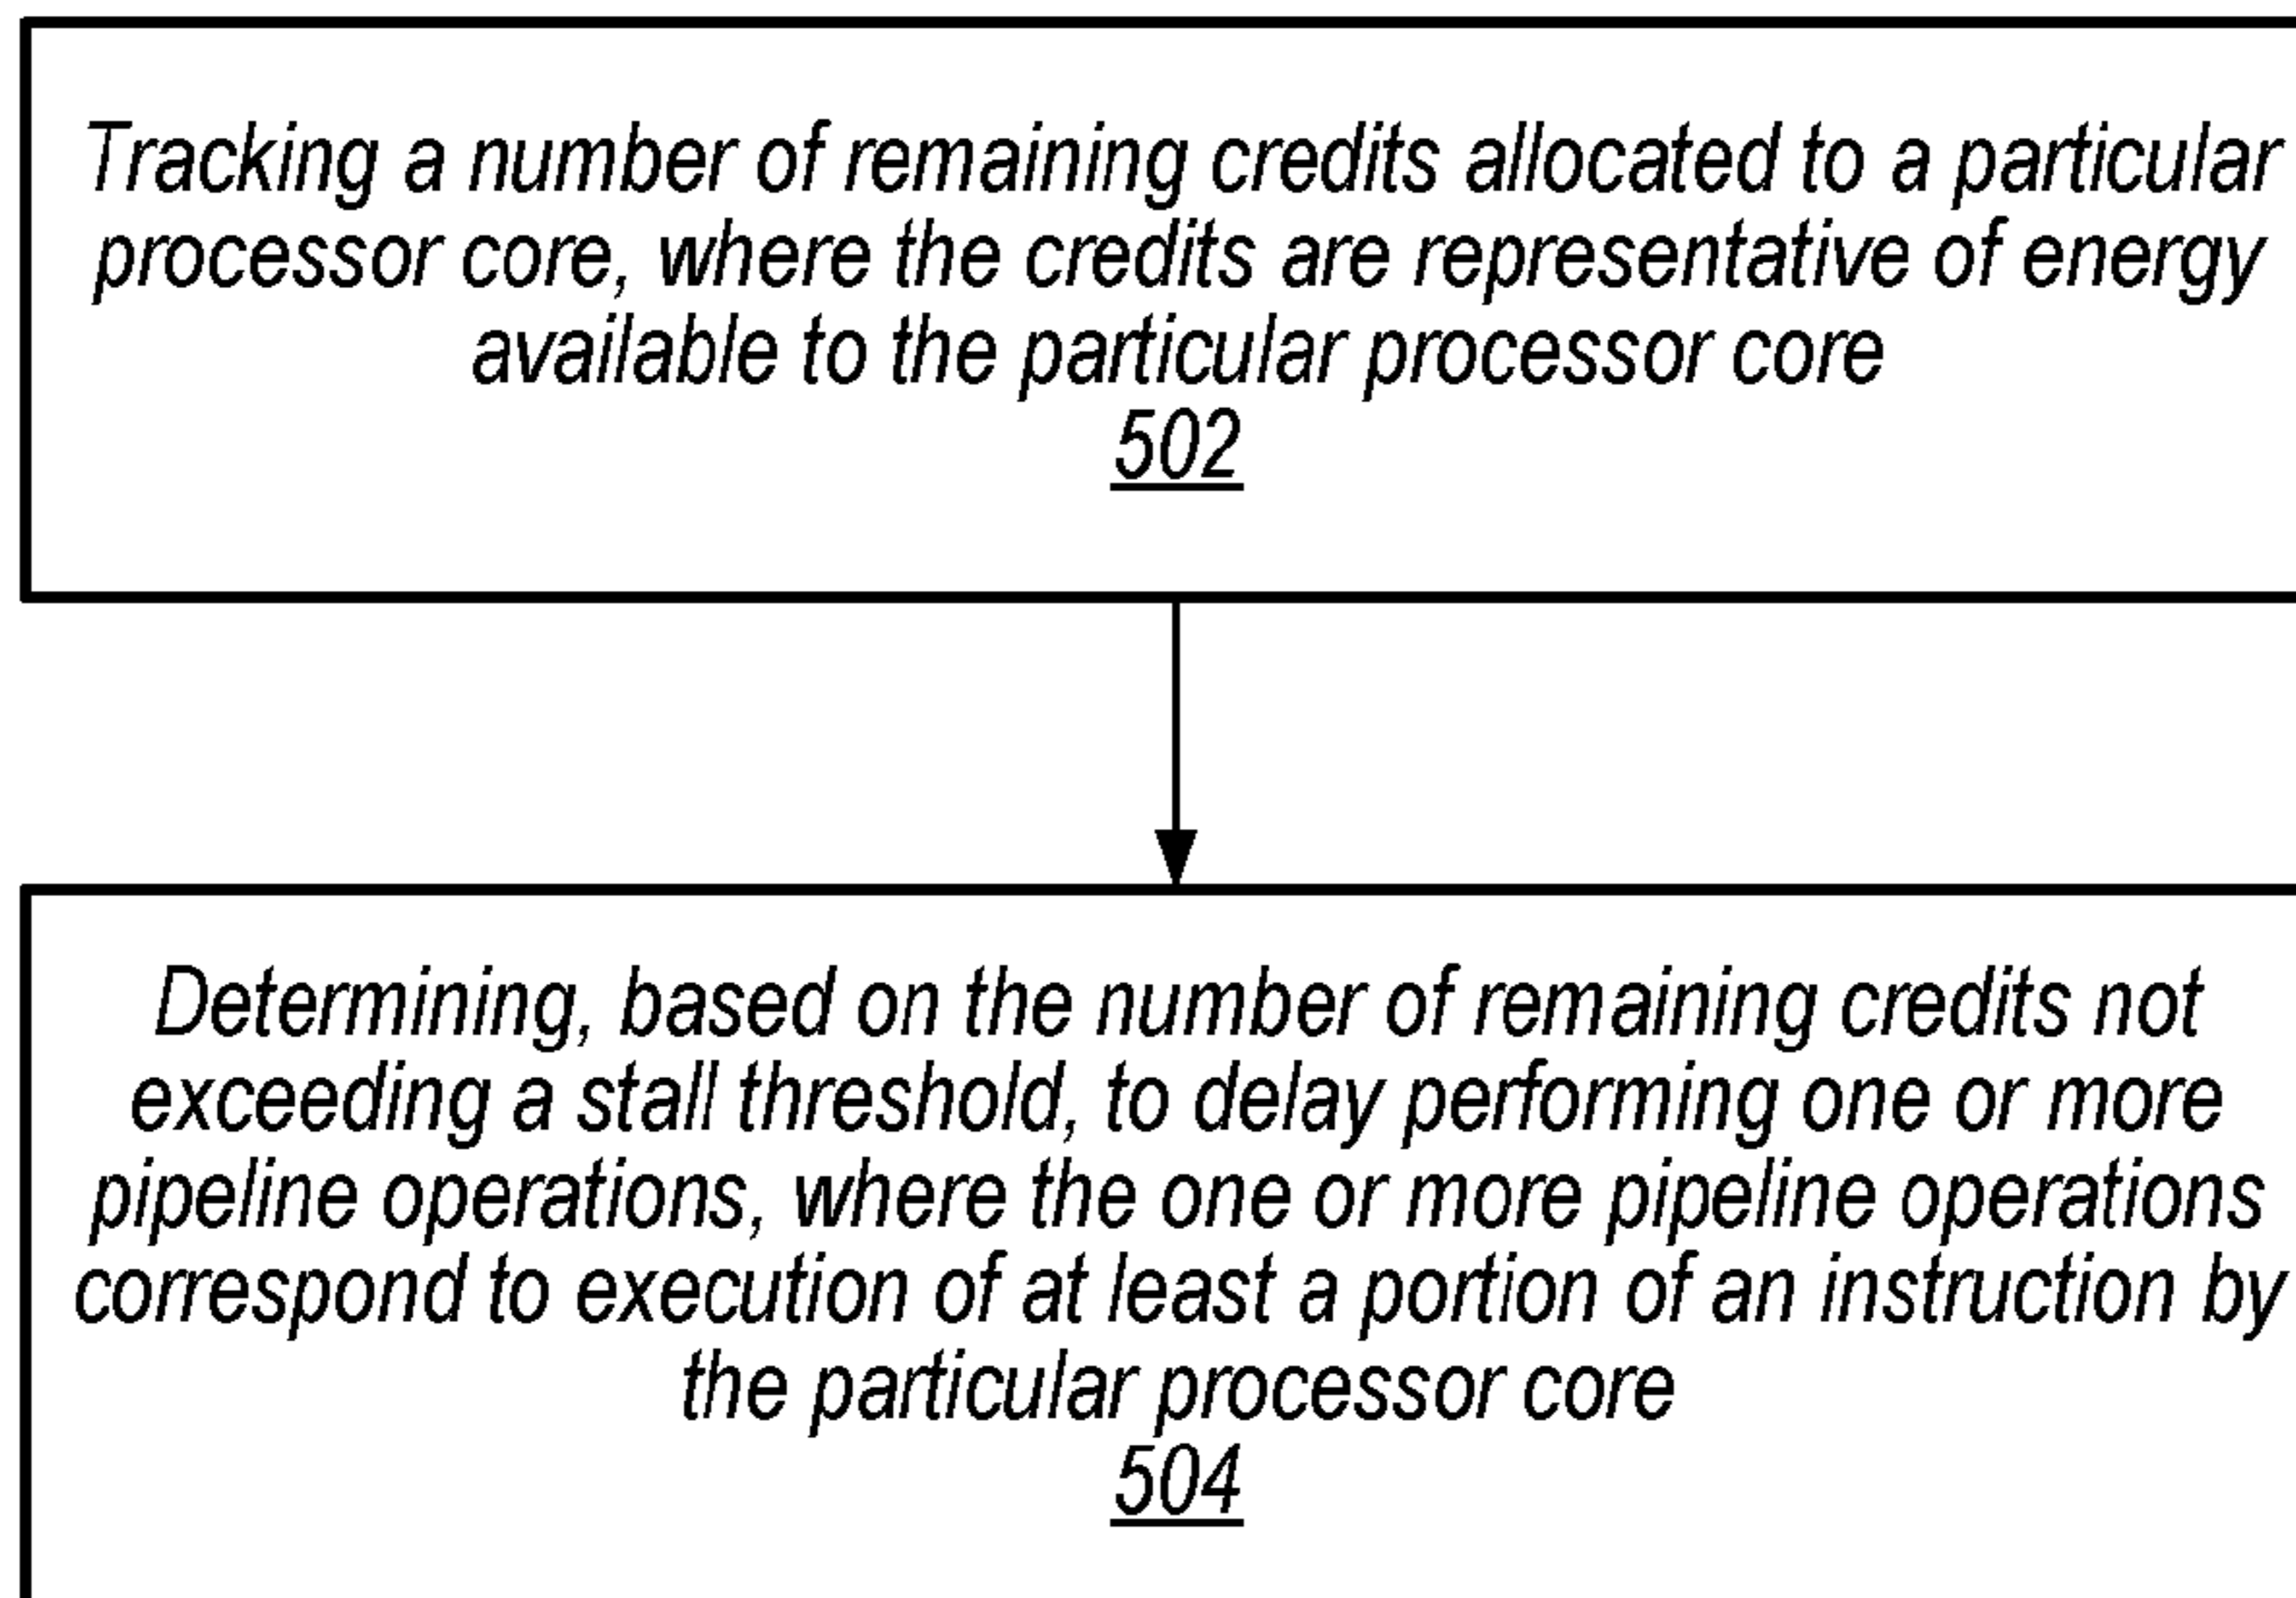 Tracking a number of remaining credits allocated to a particular
processor core, where the credits are representative of energy
available to the particular processor core
502
Determining, based on the number of remaining credits not
exceeding a stall threshold, to delay performing one or more
pipeline operations, where the one or more pipeline operations
correspond to execution of at least a portion of an instruction by
the particular processor core
504